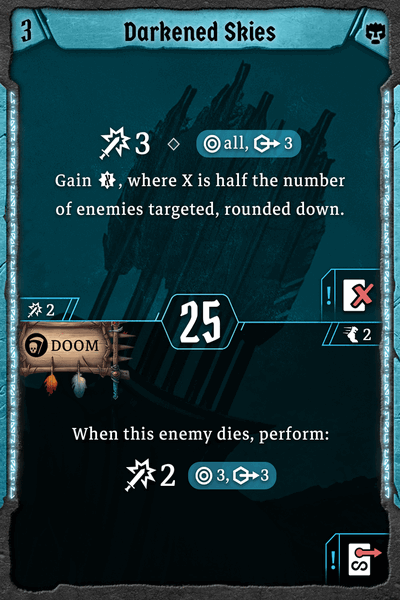 3 Darkened Skies
3 all, 3
Gain X, where X is half the number
of enemies targeted, rounded down.
! X
2 25 2
DOOM
When this enemy dies, perform:
2 3, 3
!